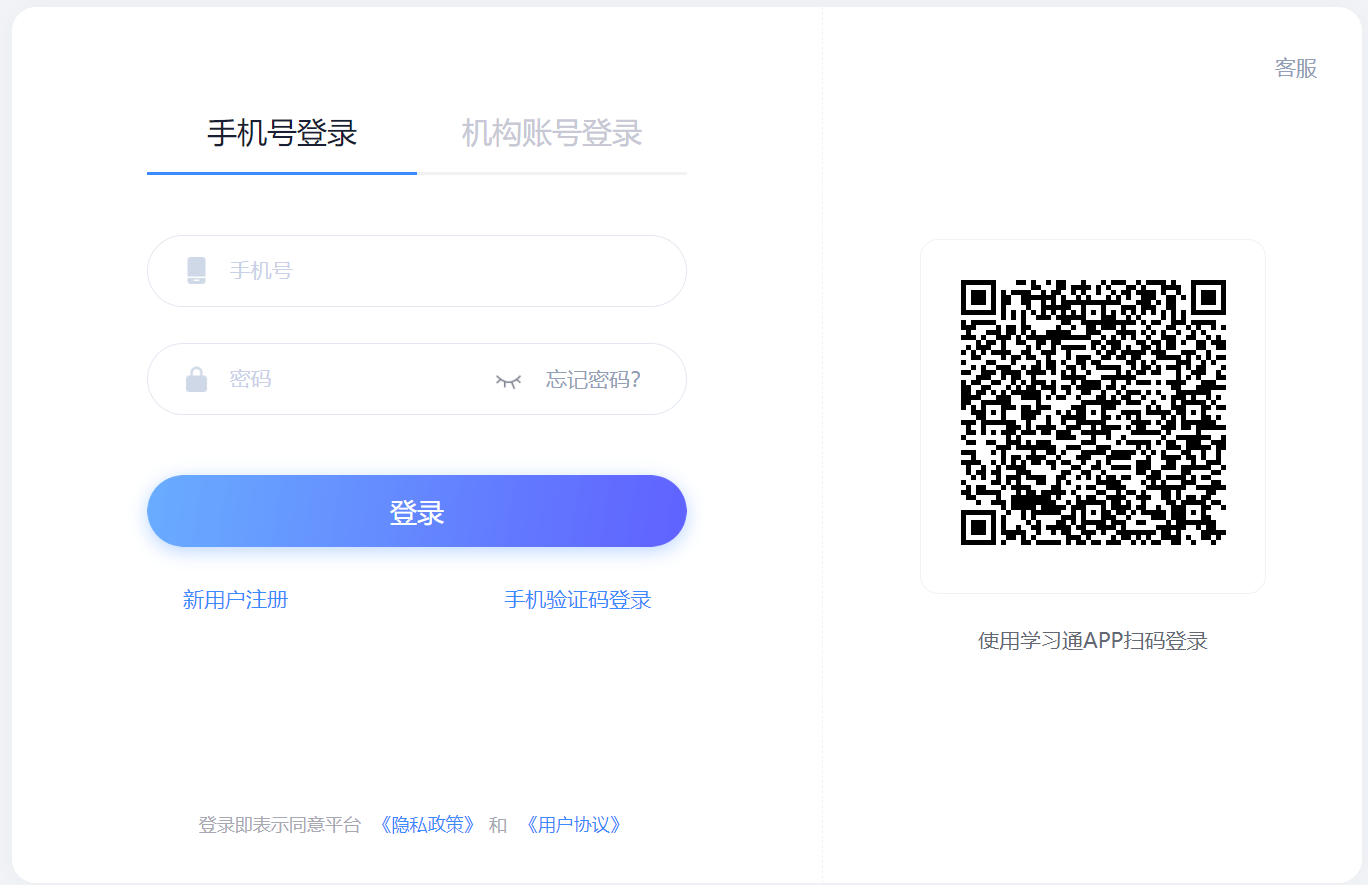 客服
手机号登录 机构账号登录
手机号
密码 忘记密码?
登录
新用户注册 手机验证码登录
使用学习通APP扫码登录
登录即表示同意平台 《隐私政策》 和 《用户协议》